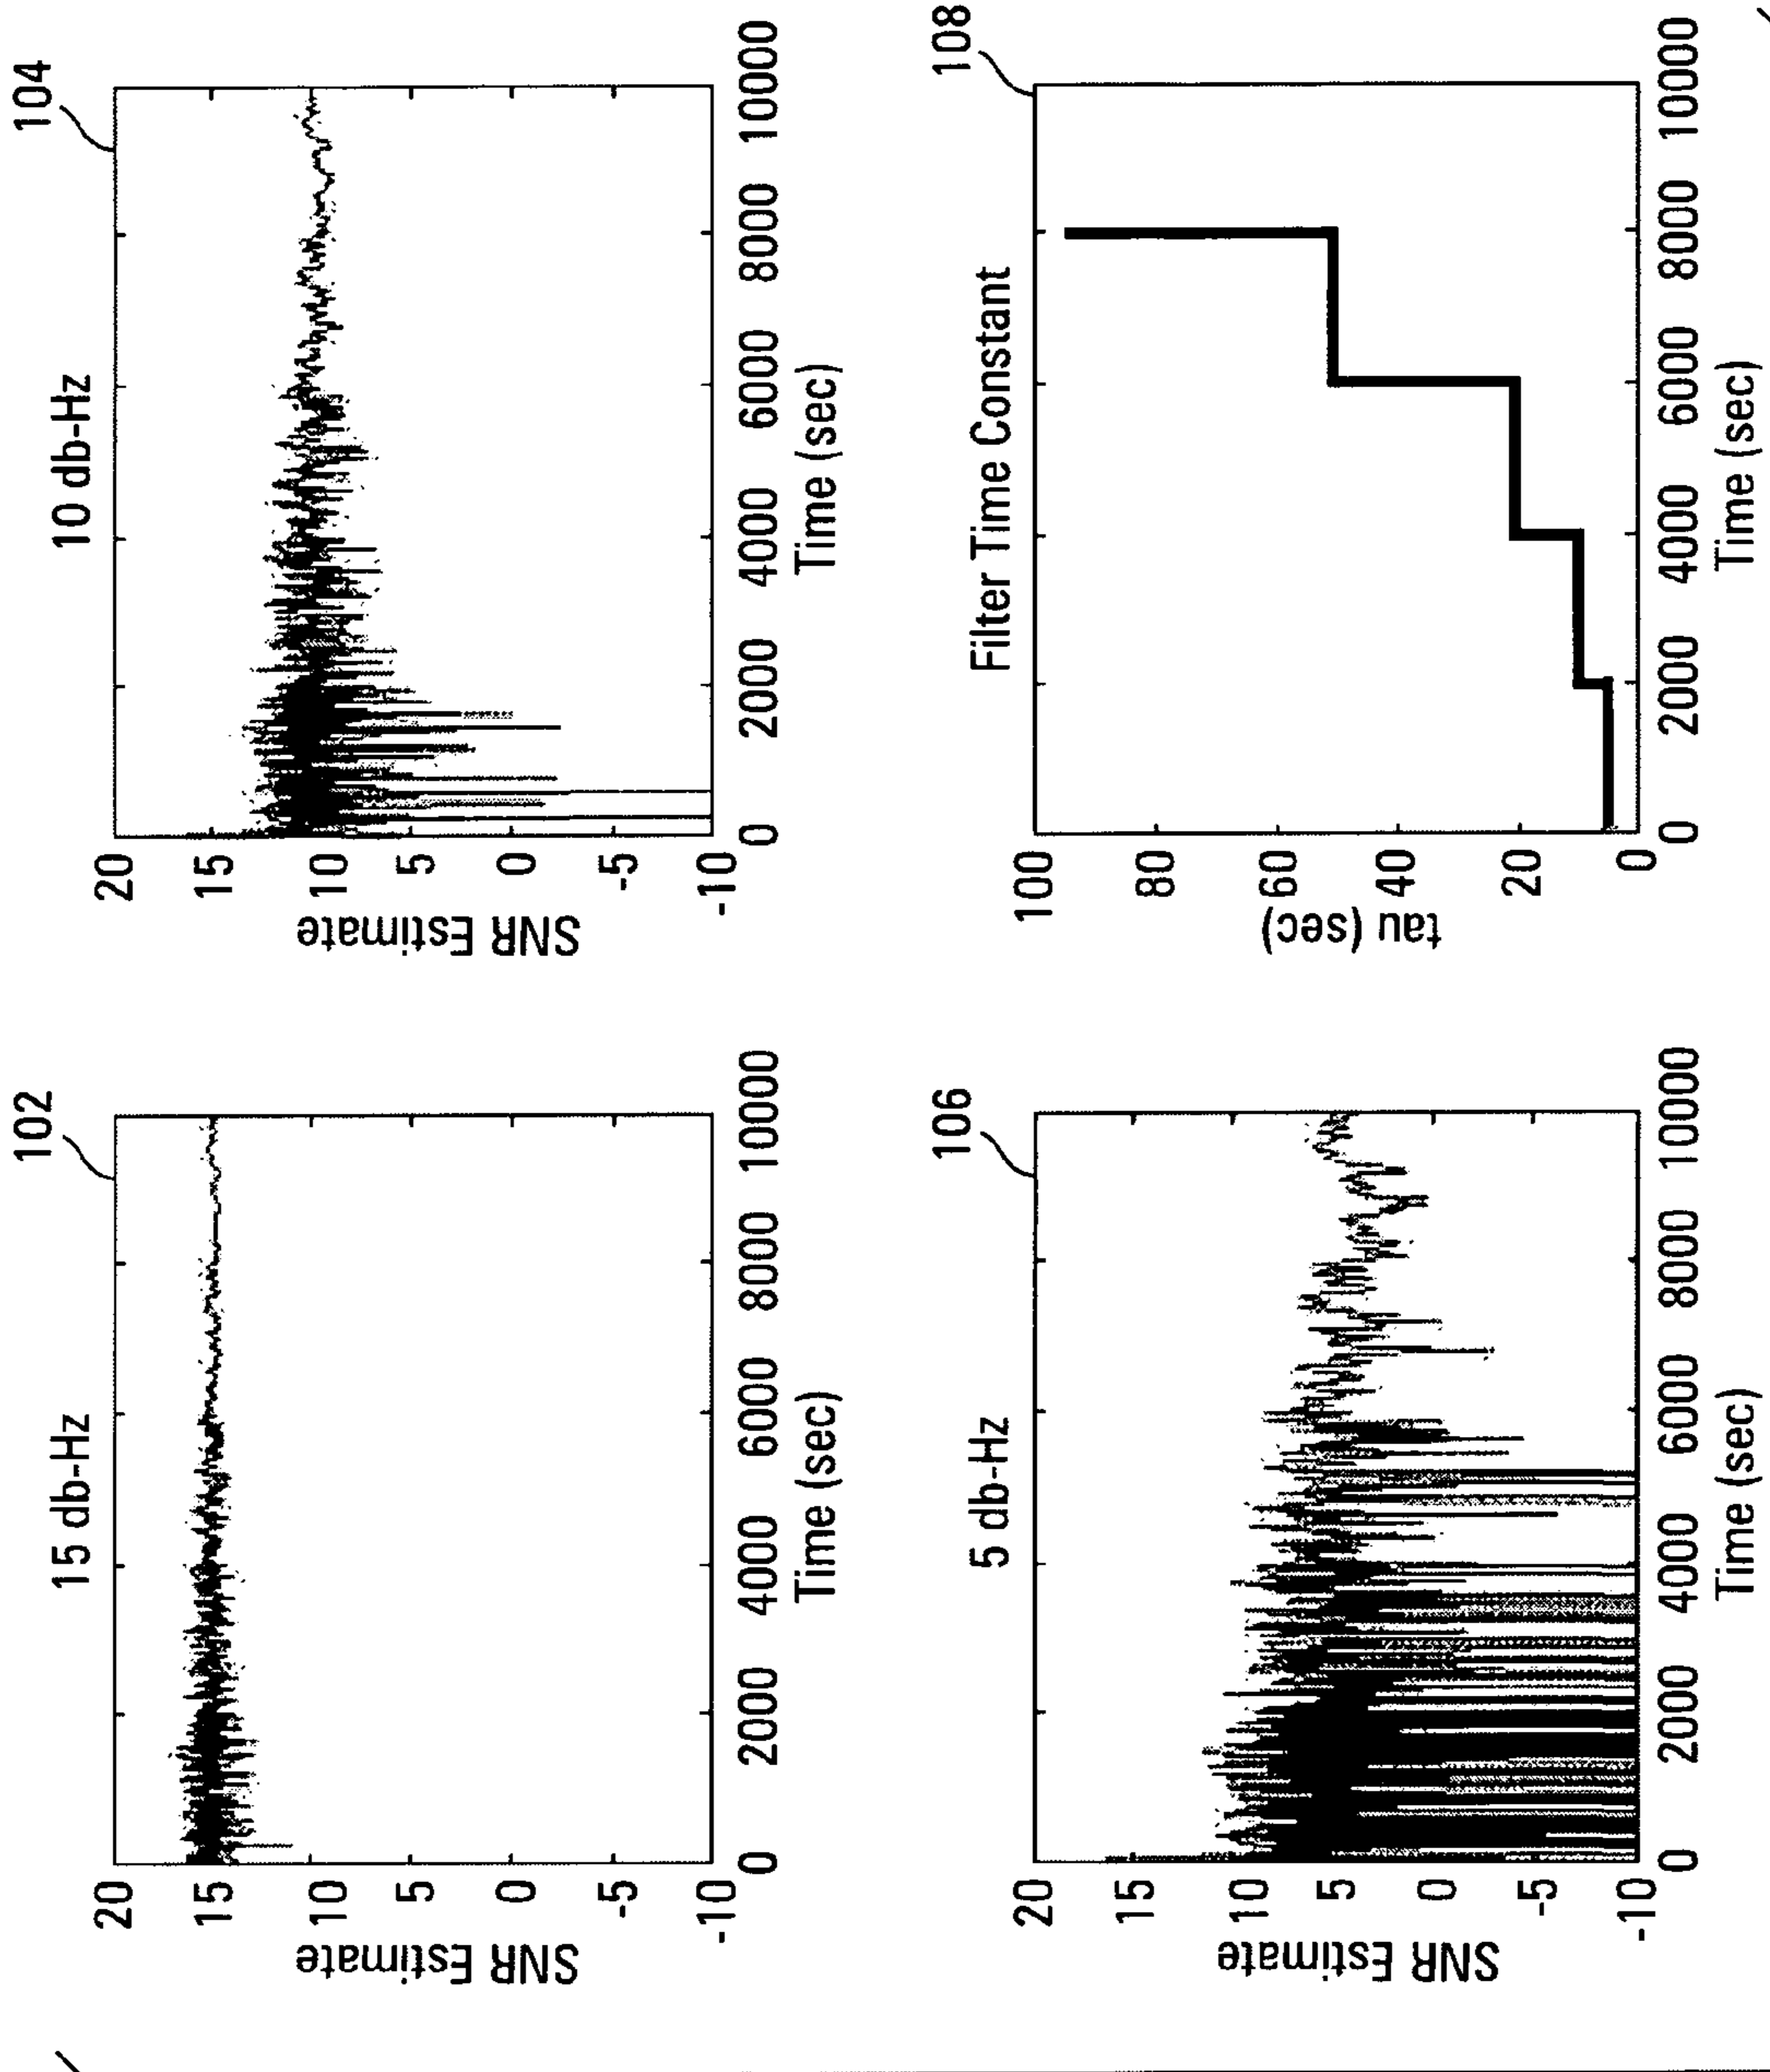 102
15 db-Hz
SNR Estimate
20
15
10
5
0
-5
-10
0 2000 4000 6000 8000 10000
Time (sec)
104
10 db-Hz
SNR Estimate
20
15
10
5
0
-5
-10
0 2000 4000 6000 8000 10000
Time (sec)
106
5 db-Hz
SNR Estimate
20
15
10
5
0
-5
-10
0 2000 4000 6000 8000 10000
Time (sec)
108
Filter Time Constant
tau (sec)
100
80
60
40
20
0
0 2000 4000 6000 8000 10000
Time (sec)